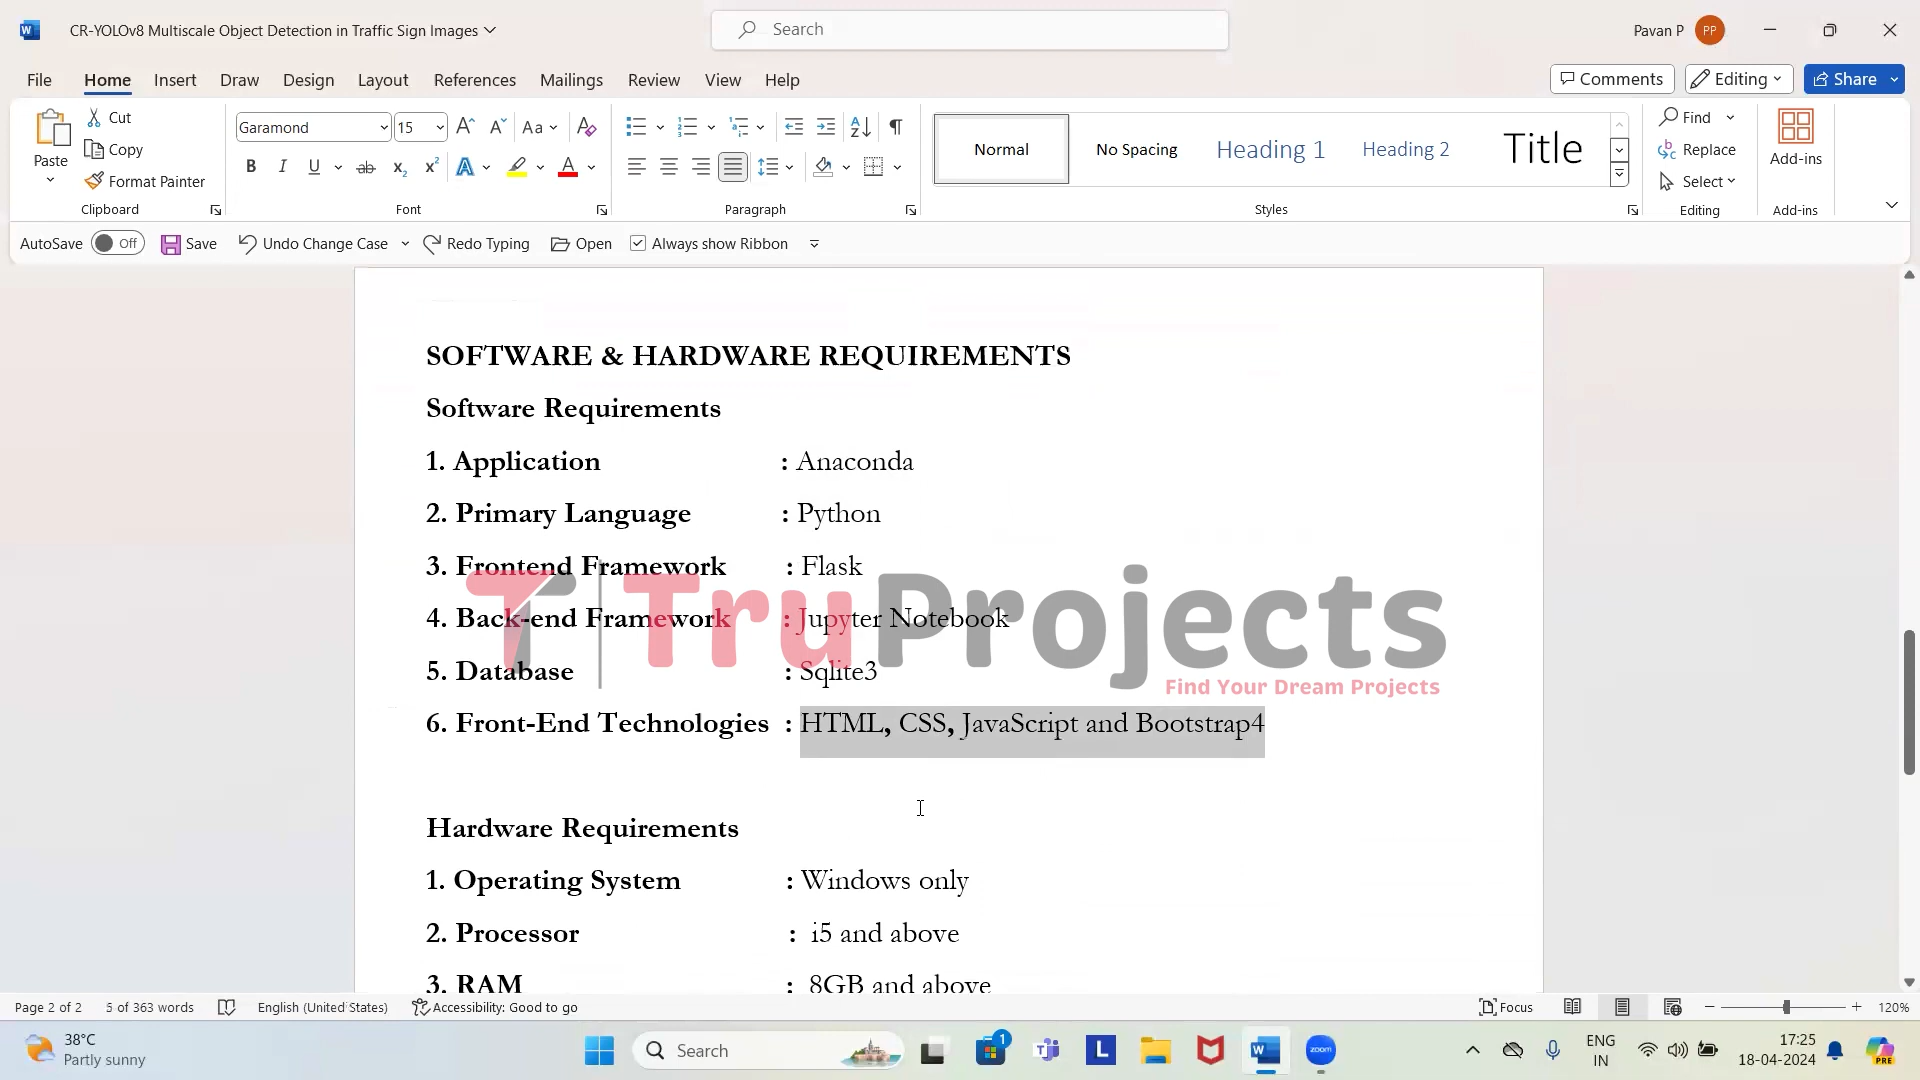 CR-YOLOv8 Multiscale Object Detection in Traffic Sign Images
Search
Pavan P
PP
File
Home
Insert
Draw
Design
Layout
References
Mailings
Review
View
Help
Comments
Editing
Share
Paste
Cut
Copy
Format Painter
Clipboard
Garamond
15
Font
Paragraph
Normal
No Spacing
Heading 1
Heading 2
Title
Styles
Find
Replace
Select
Editing
Add-ins
Add-ins
AutoSave Off
Save
Undo Change Case
Redo Typing
Open
Always show Ribbon
SOFTWARE & HARDWARE REQUIREMENTS
Software Requirements
1. Application : Anaconda
2. Primary Language : Python
3. Frontend Framework : Flask
4. Back-end Framework : Jupyter Notebook
5. Database : Sqlite3
6. Front-End Technologies : HTML, CSS, JavaScript and Bootstrap4
TruProjects
Find Your Dream Projects
Hardware Requirements
1. Operating System : Windows only
2. Processor : i5 and above
3. RAM : 8GB and above
Page 2 of 2
5 of 363 words
English (United States)
Accessibility: Good to go
Focus
120%
38°C
Partly sunny
Search
1
L
W
zoom
ENG
IN
17:25
18-04-2024
PRE